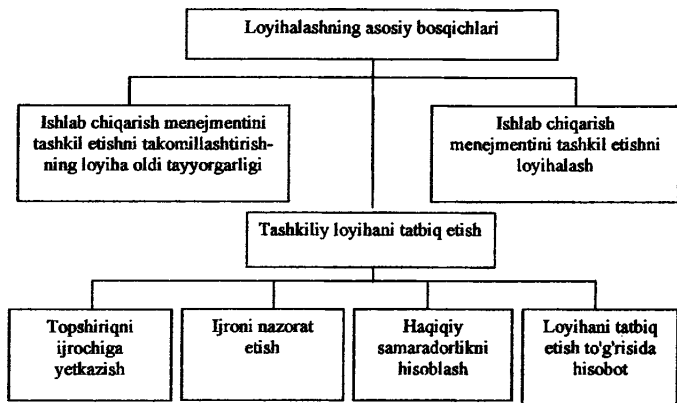 Loyihalashning asosiy bosqichlari
Ishlab chiqarish menejmentini
tashkil etishni takomillashtirish-
ning loyiha oldi tayyorgarligi
Ishlab chiqarish
menejmentini tashkil etishni
loyihalash
Tashkiliy loyihani tatbiq etish
Topshiriqni
ijrochiga
yetkazish
Ijroni nazorat
etish
Haqiqiy
samaradorlikni
hisoblash
Loyihani tatbiq
etish to'g'risida
hisobot